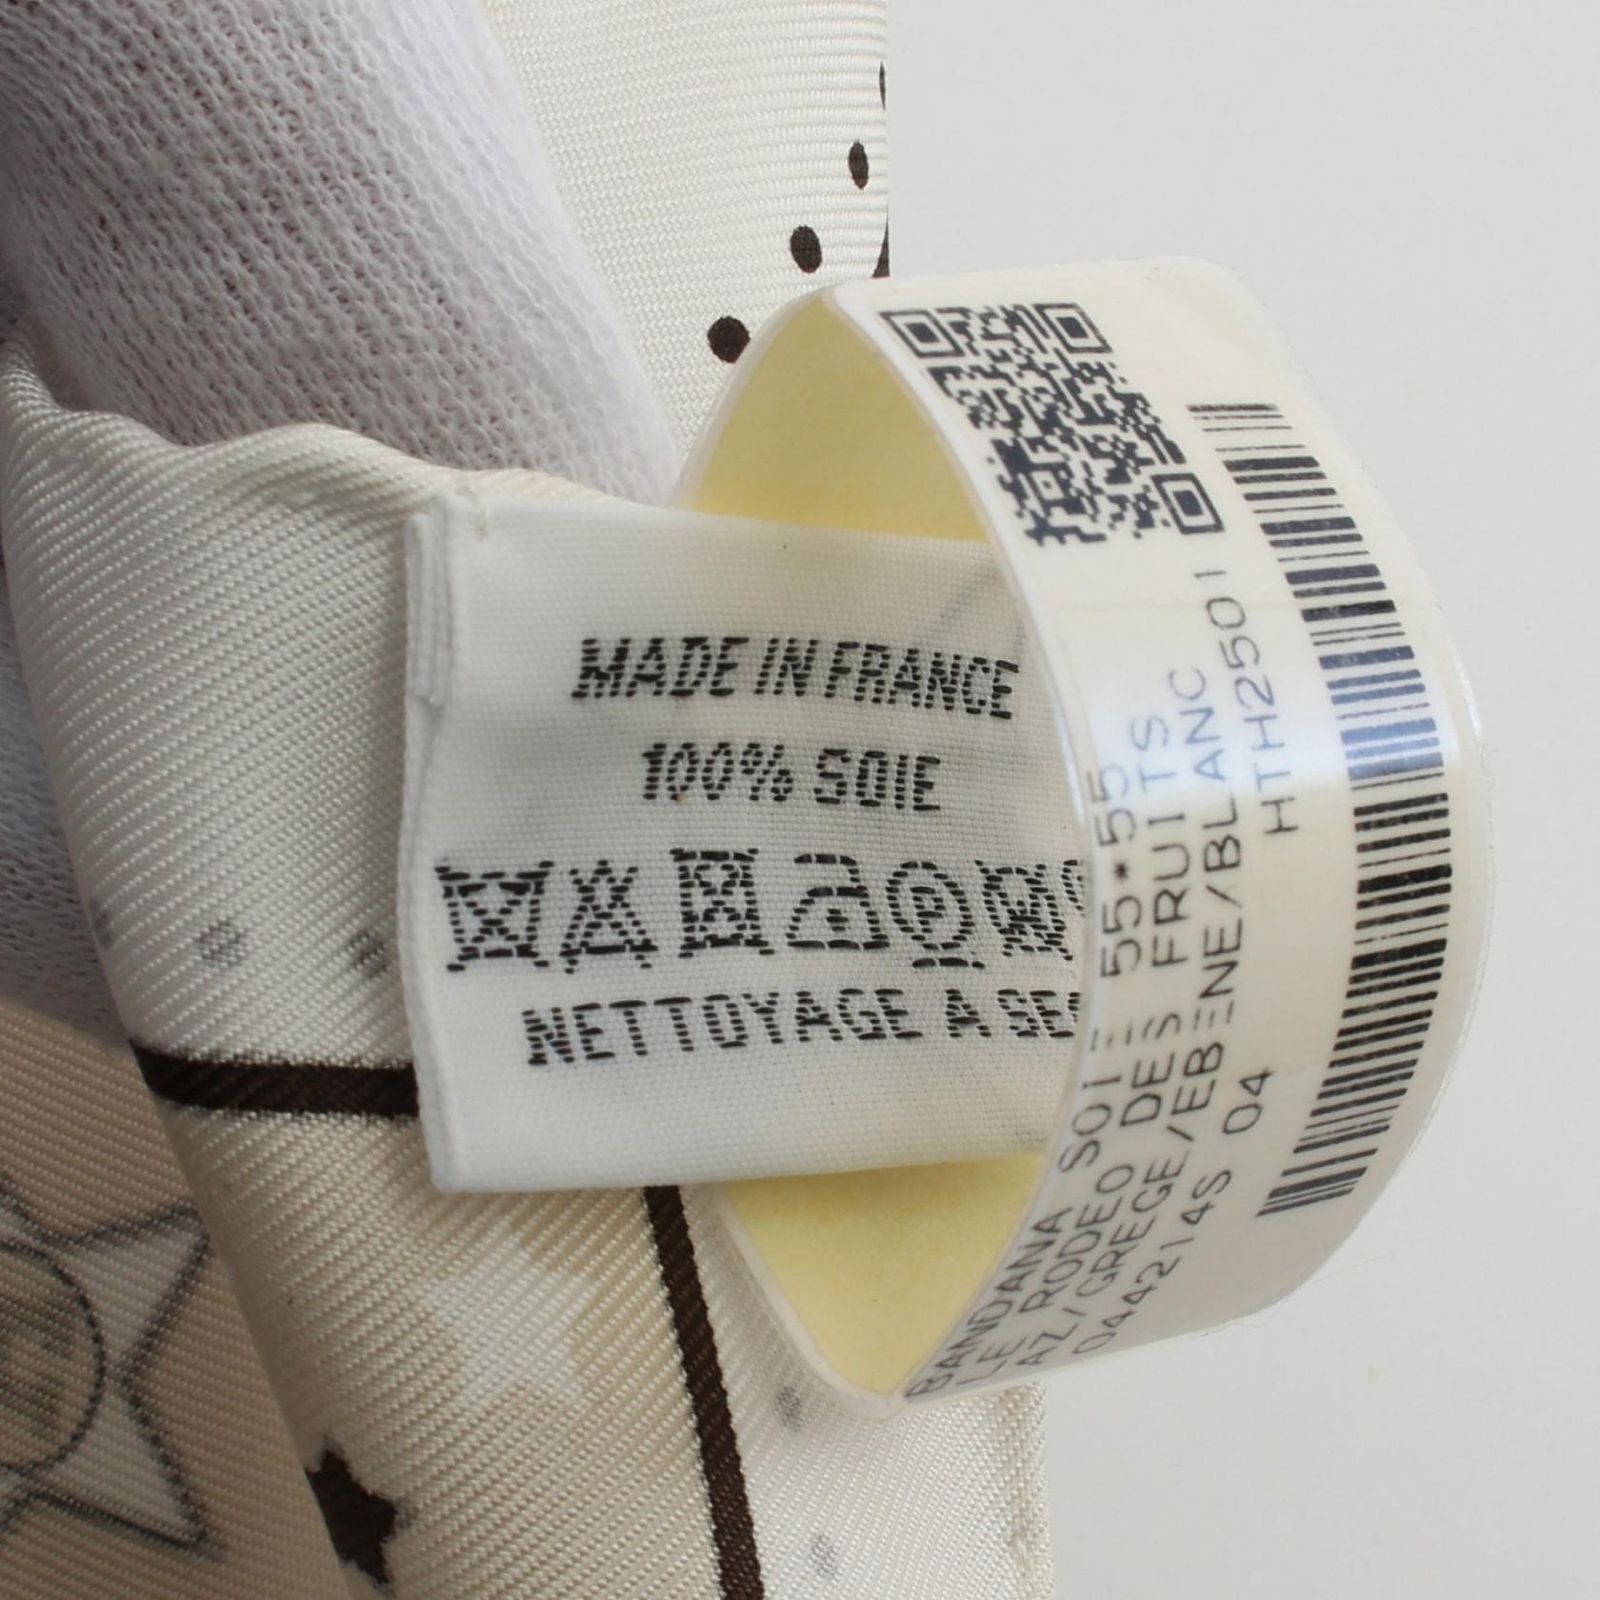 MADE IN FRANCE
100% SOIE
NETTOYAGE A
BANDANA SOIE 55*55
LE RODEO DES FRUITS
AZ/GREGE/EBENE/BLANC
044214S 04 HTH2501